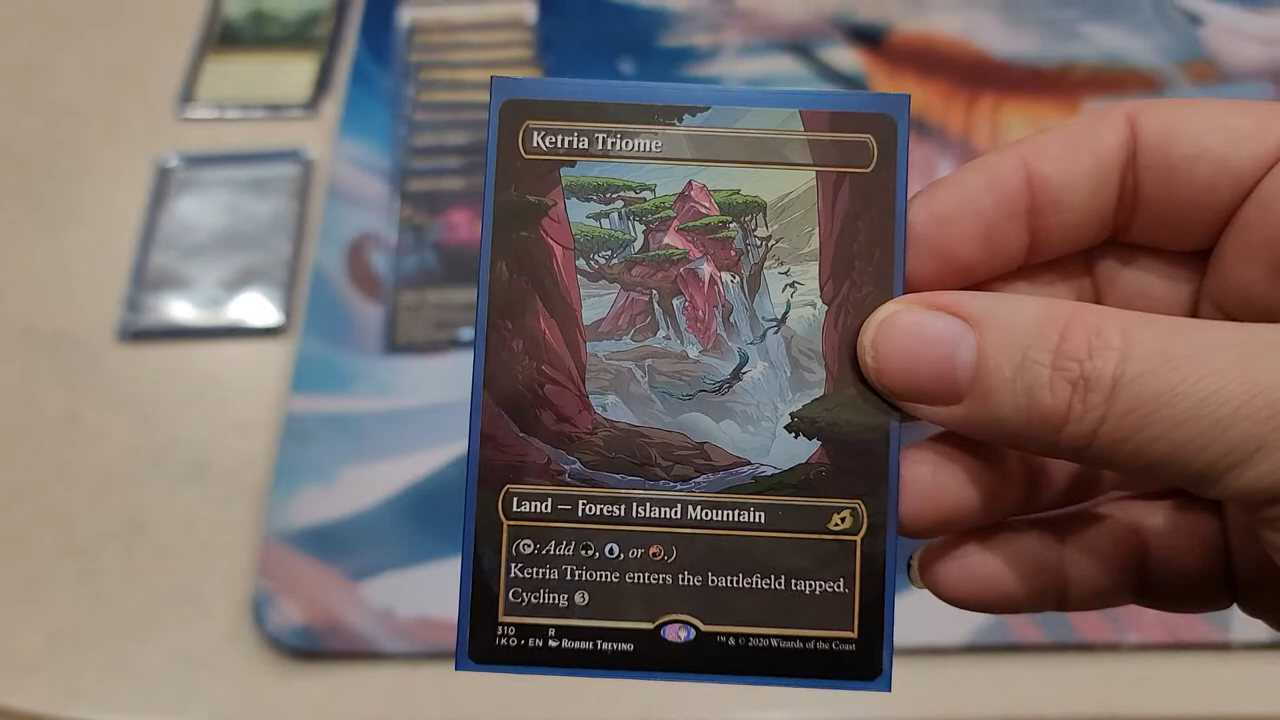 Ketria Triome
Land — Forest Island Mountain
(T: Add G, U, or R.)
Ketria Triome enters the battlefield tapped.
Cycling 3
310 R
IKO • EN Robbie Trevino
™ & © 2020 Wizards of the Coast